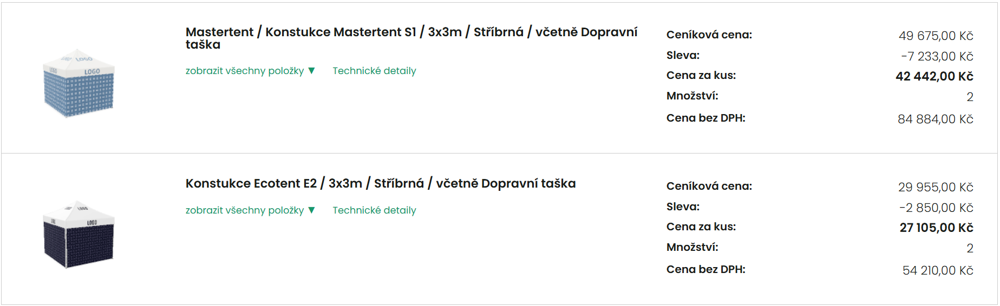 Mastertent / Konstukce Mastertent S1 / 3x3m / Stříbrná / včetně Dopravní
taška
zobrazit všechny položky ▼ Technické detaily
LOGO
LOGO
LOGO
Ceníková cena: 49 675,00 Kč
Sleva: -7 233,00 Kč
Cena za kus: 42 442,00 Kč
Množství: 2
Cena bez DPH: 84 884,00 Kč
Konstukce Ecotent E2 / 3x3m / Stříbrná / včetně Dopravní taška
zobrazit všechny položky ▼ Technické detaily
LOGO
LOGO
LOGO
Ceníková cena: 29 955,00 Kč
Sleva: -2 850,00 Kč
Cena za kus: 27 105,00 Kč
Množství: 2
Cena bez DPH: 54 210,00 Kč